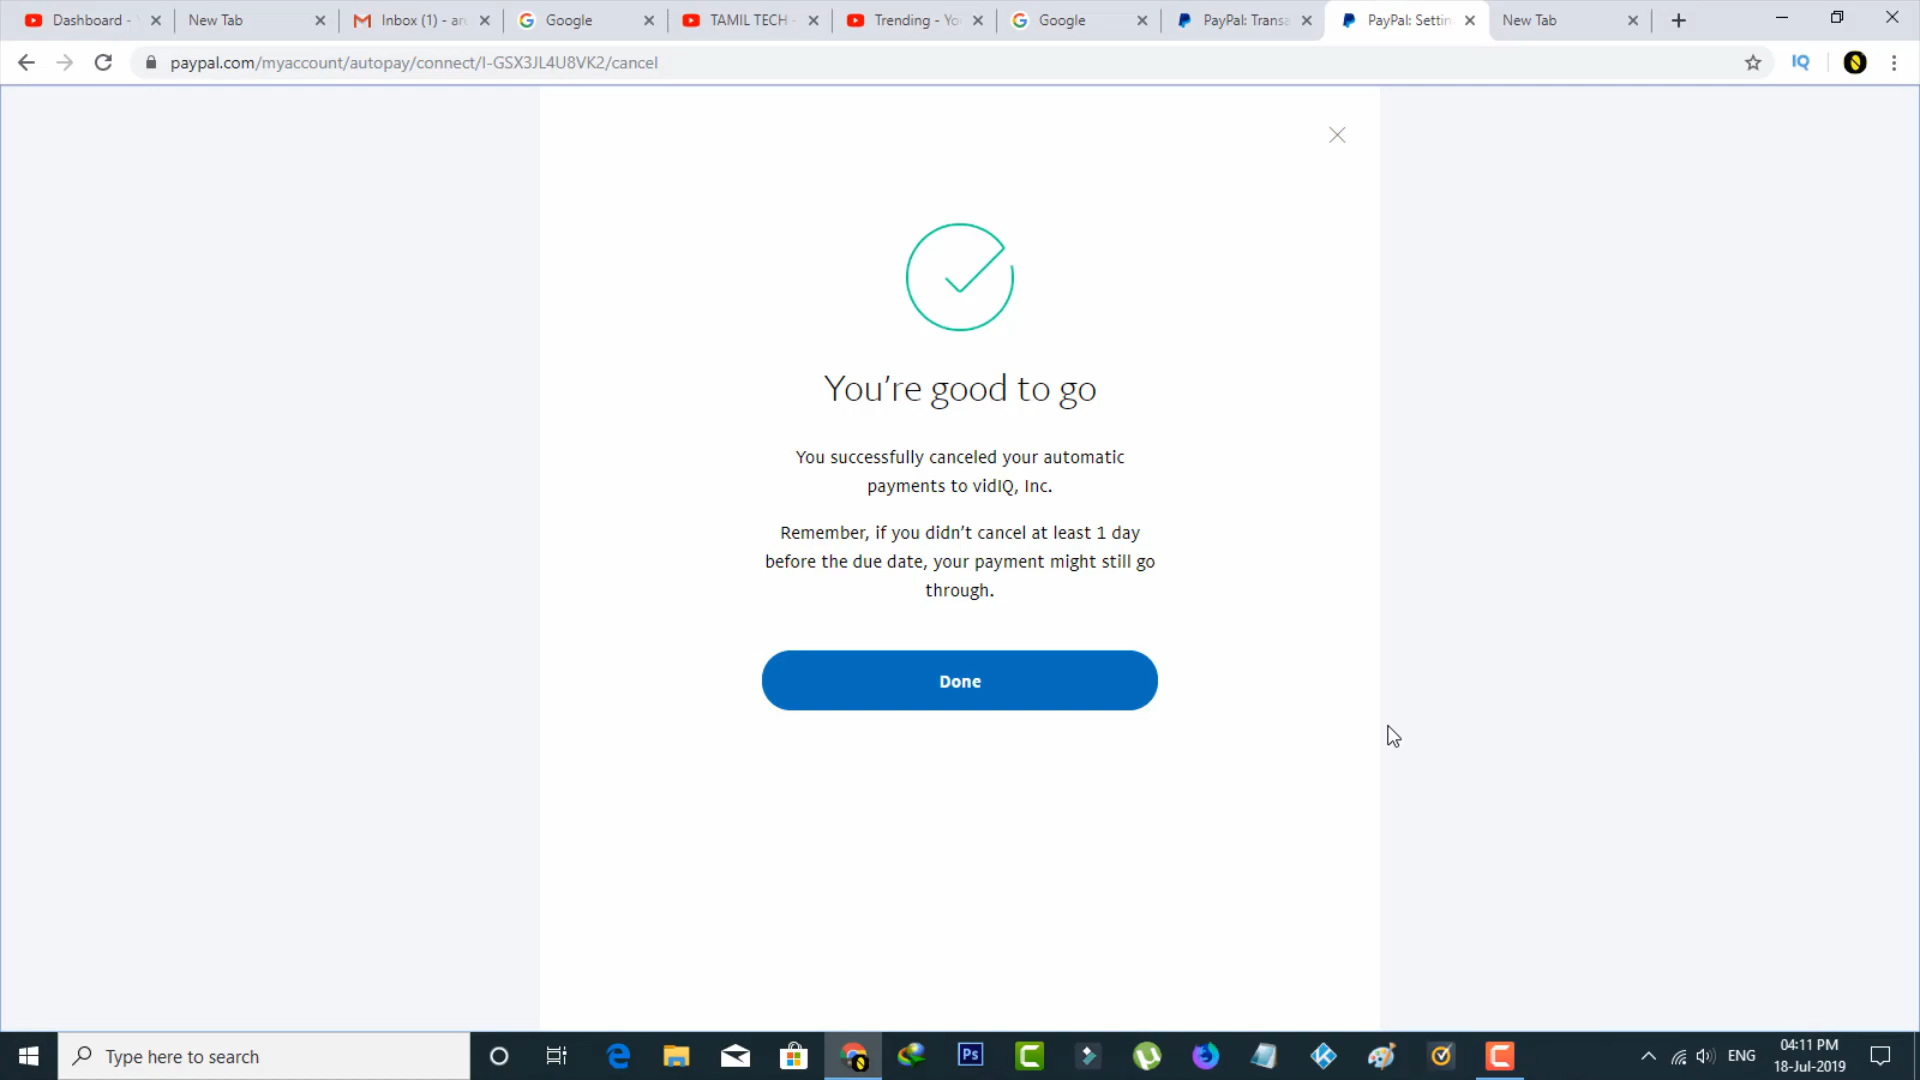 Dashboard -
New Tab
Inbox (1) - an
Google
TAMIL TECH -
Trending - Yo
Google
PayPal: Transa
PayPal: Settin
New Tab
paypal.com/myaccount/autopay/connect/I-GSX3JL4U8VK2/cancel
IQ
You're good to go
You successfully canceled your automatic
payments to vidIQ, Inc.
Remember, if you didn't cancel at least 1 day
before the due date, your payment might still go
through.
Done
Type here to search
Ps
ENG
04:11 PM
18-Jul-2019